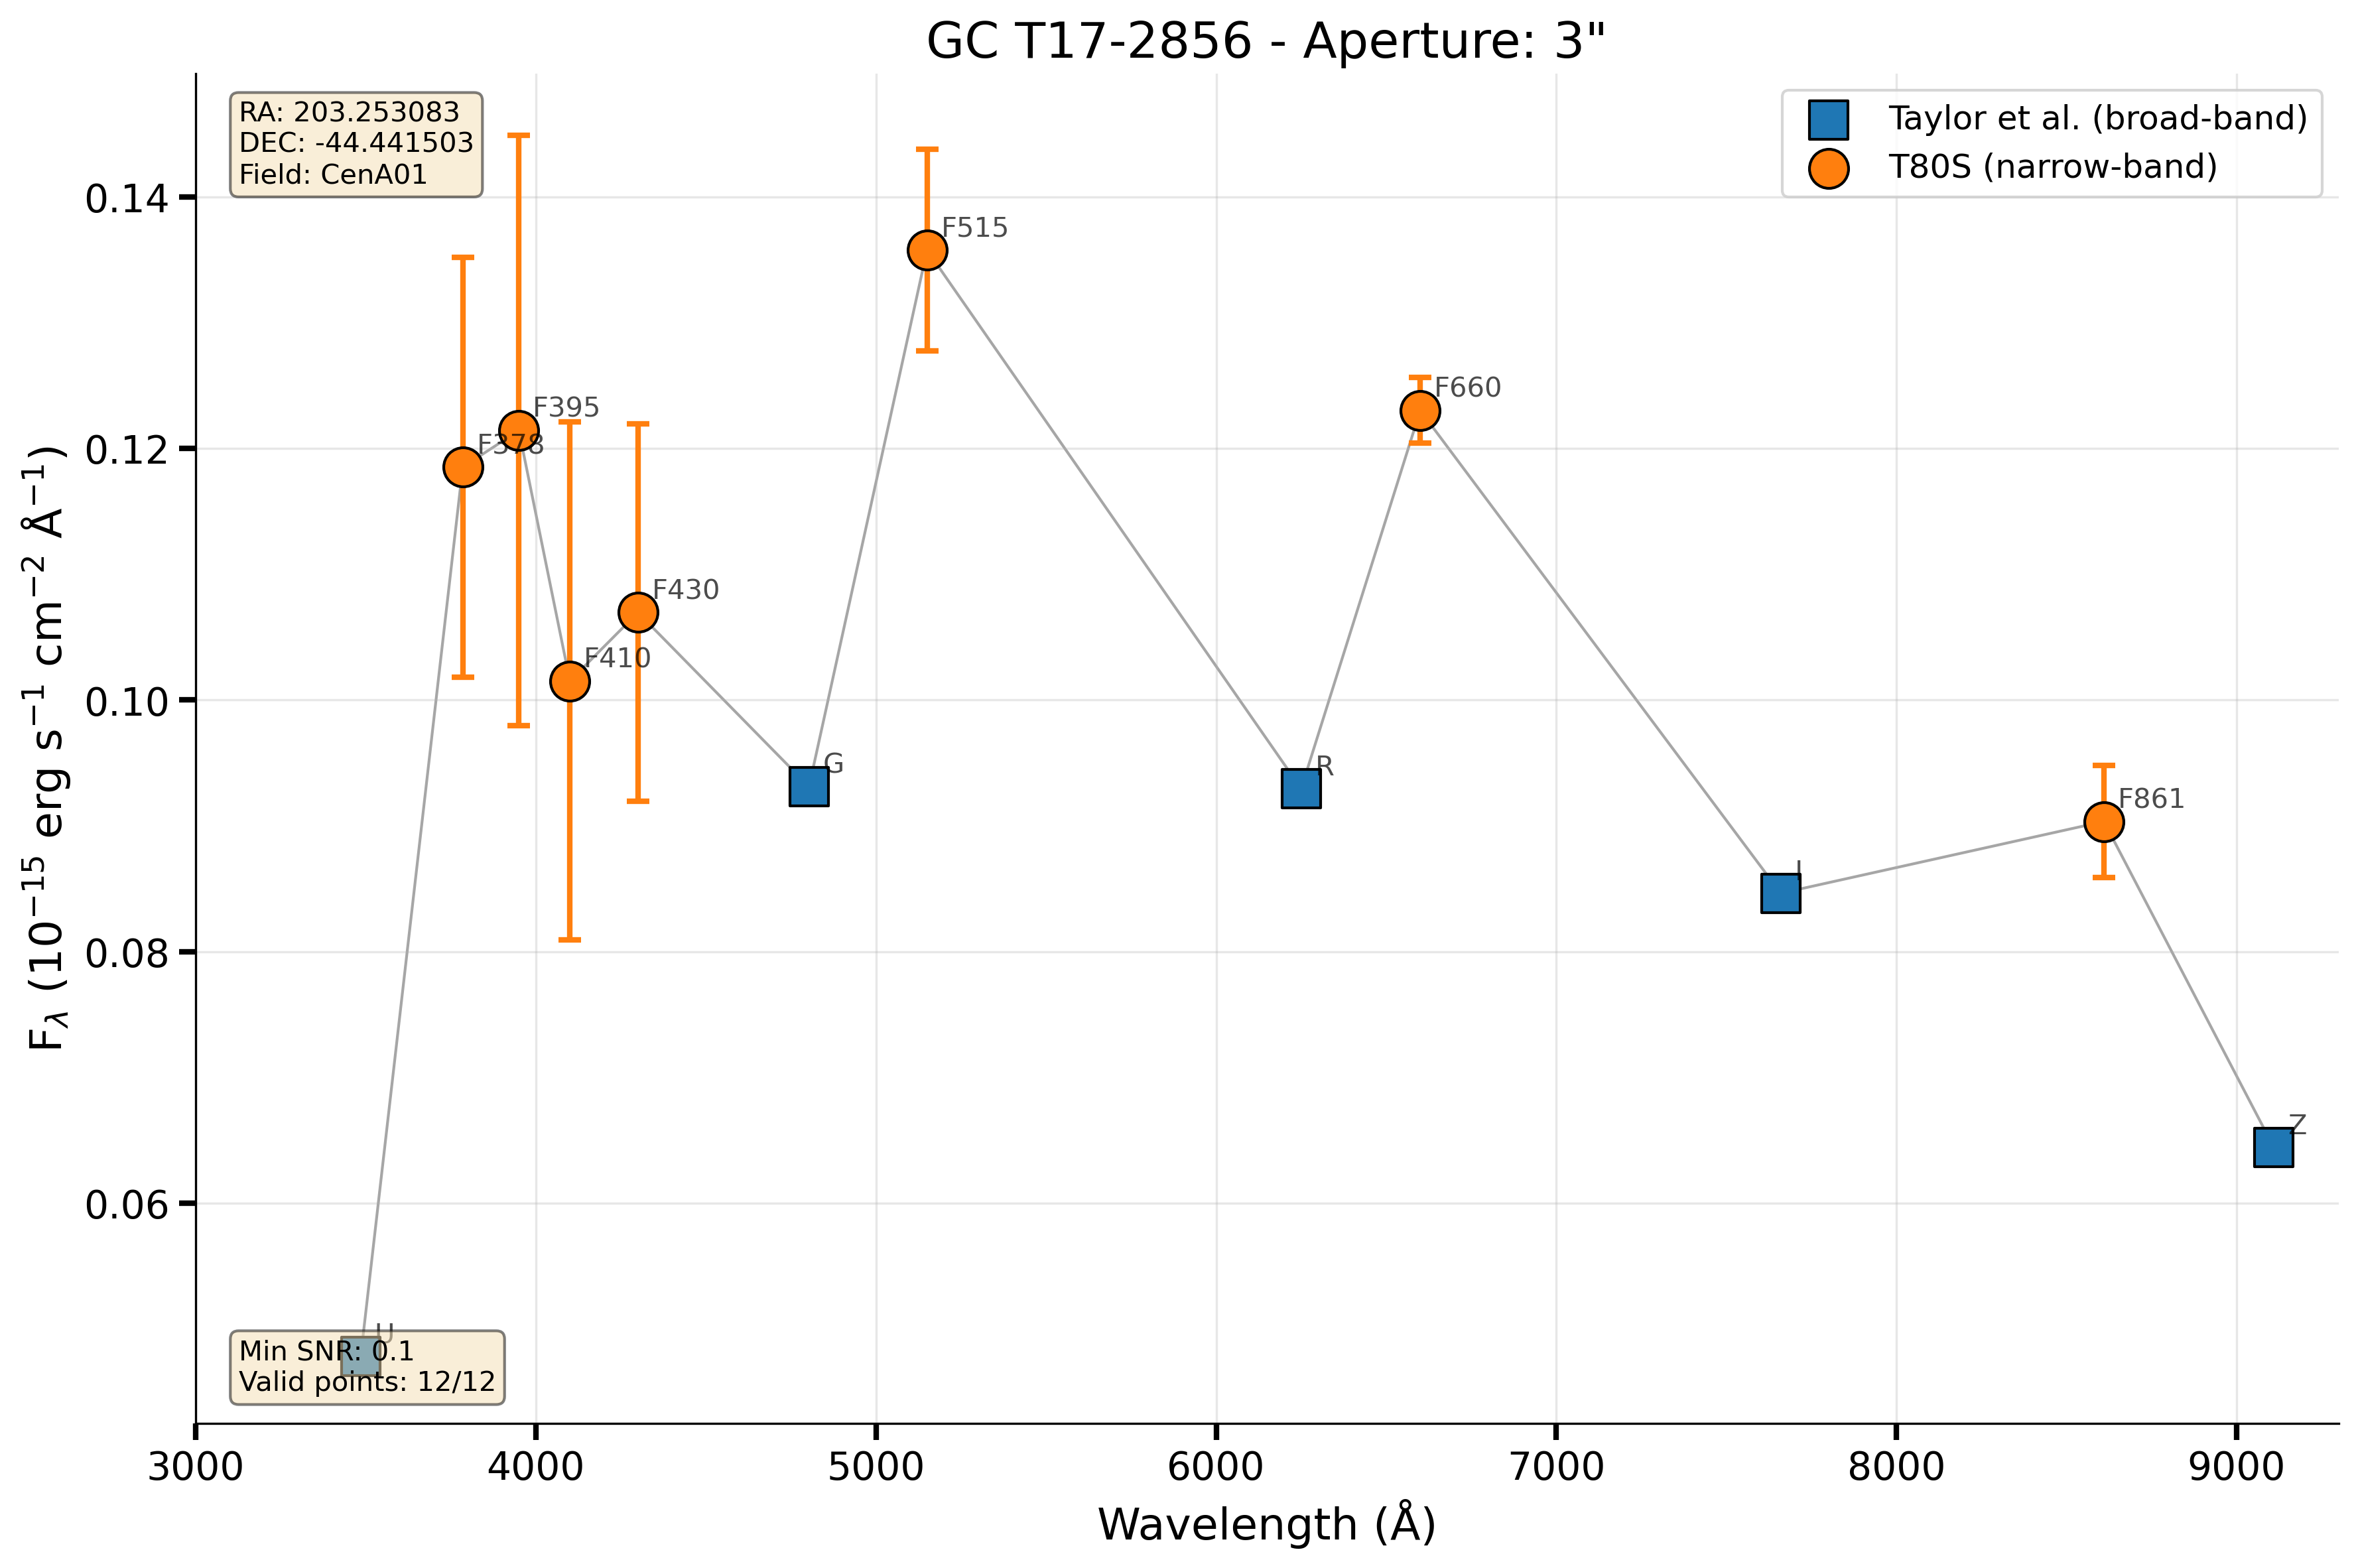 GC T17-2856 - Aperture: 3"
RA: 203.253083
DEC: -44.441503
Field: CenA01
Taylor et al. (broad-band)
T80S (narrow-band)
0.14
0.12
0.10
0.08
0.06
F515
F395
F378
F660
F430
F410
G
R
F861
I
Z
U
Min SNR: 0.1
Valid points: 12/12
3000 4000 5000 6000 7000 8000 9000
Wavelength (Å)
Fλ (10⁻¹⁵ erg s⁻¹ cm⁻² Å⁻¹)